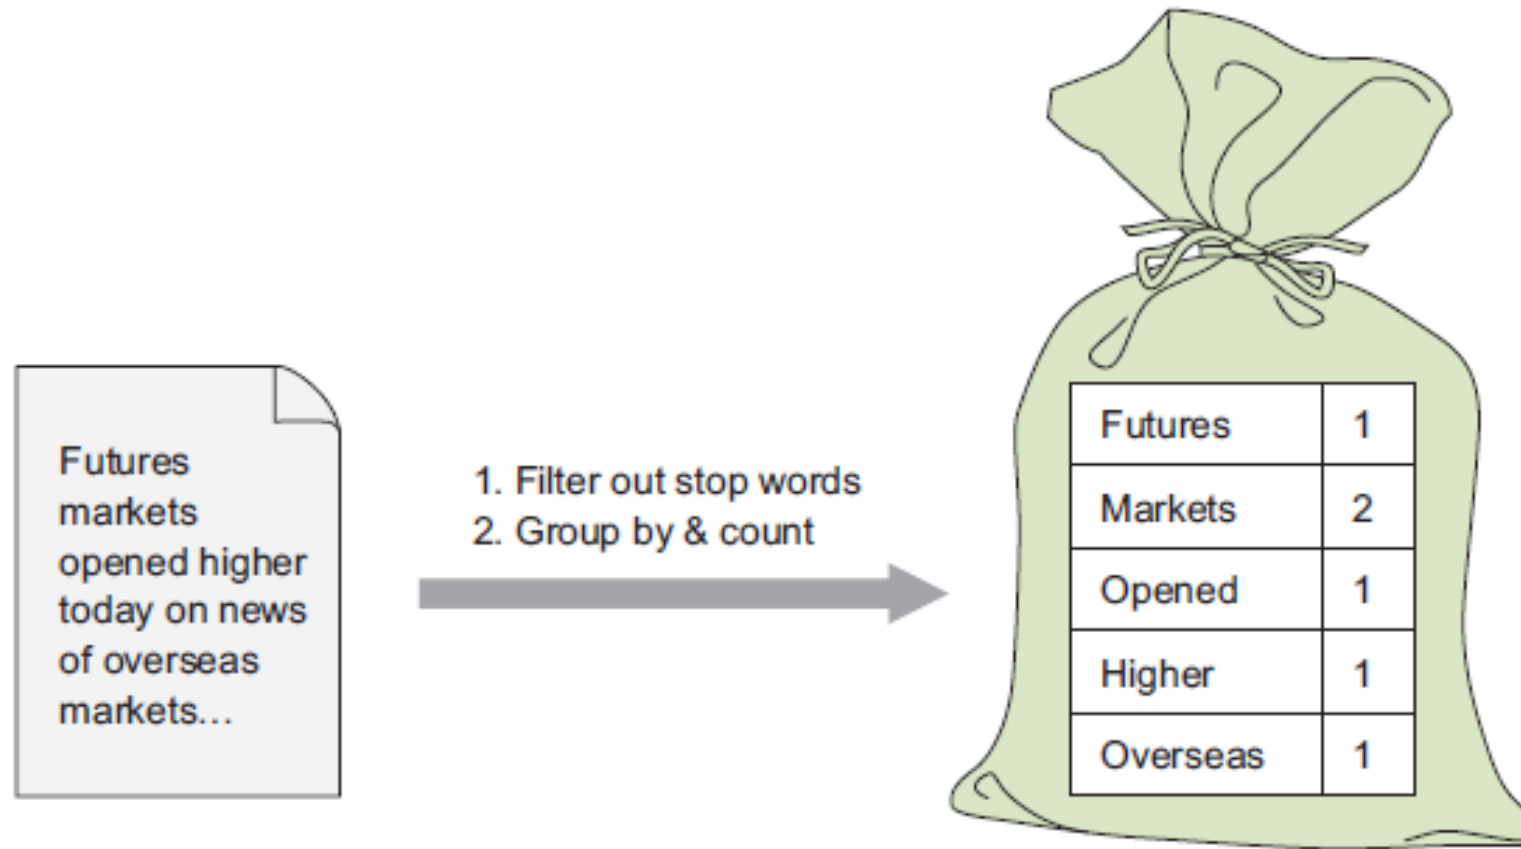 Futures
markets
opened higher
today on news
of overseas
markets…
1. Filter out stop words
2. Group by & count
Futures 1
Markets 2
Opened 1
Higher 1
Overseas 1